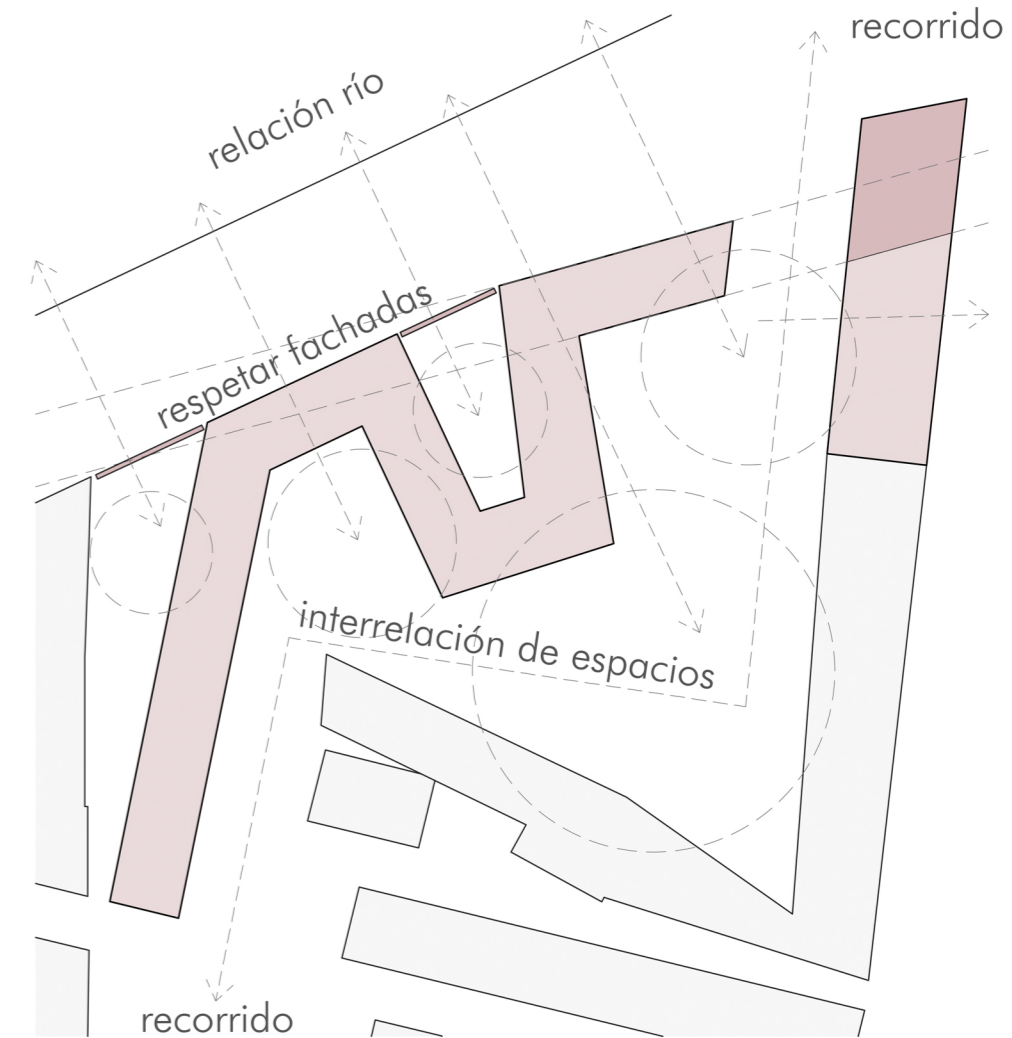 recorrido
relación río
respetar fachadas
interrelación de espacios
recorrido